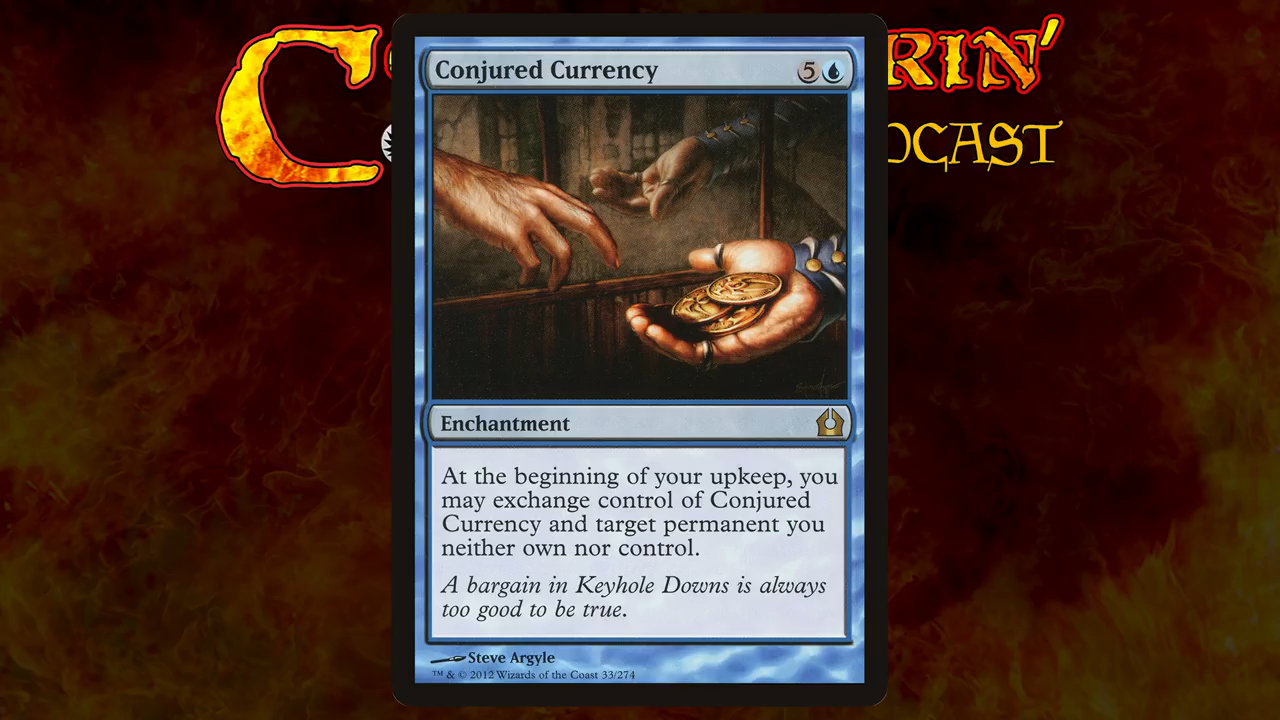 RIN'
DCAST
Conjured Currency 5
Enchantment
At the beginning of your upkeep, you
may exchange control of Conjured
Currency and target permanent you
neither own nor control.
A bargain in Keyhole Downs is always
too good to be true.
Steve Argyle
™ & © 2012 Wizards of the Coast 33/274